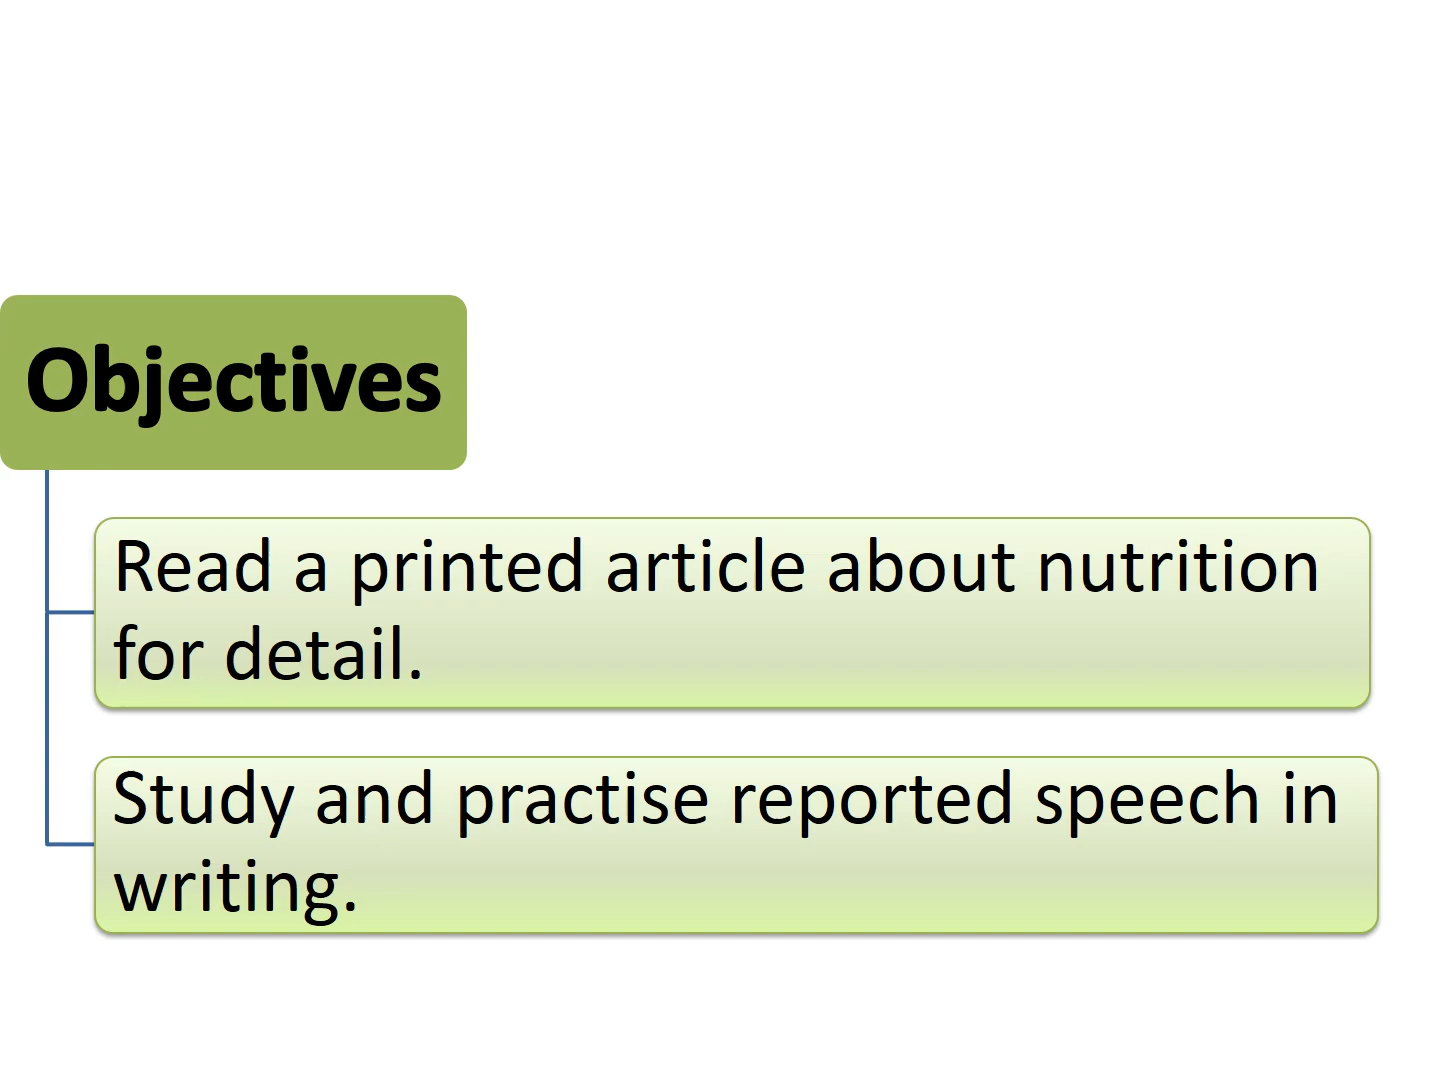 Objectives
Read a printed article about nutrition
for detail.
Study and practise reported speech in
writing.